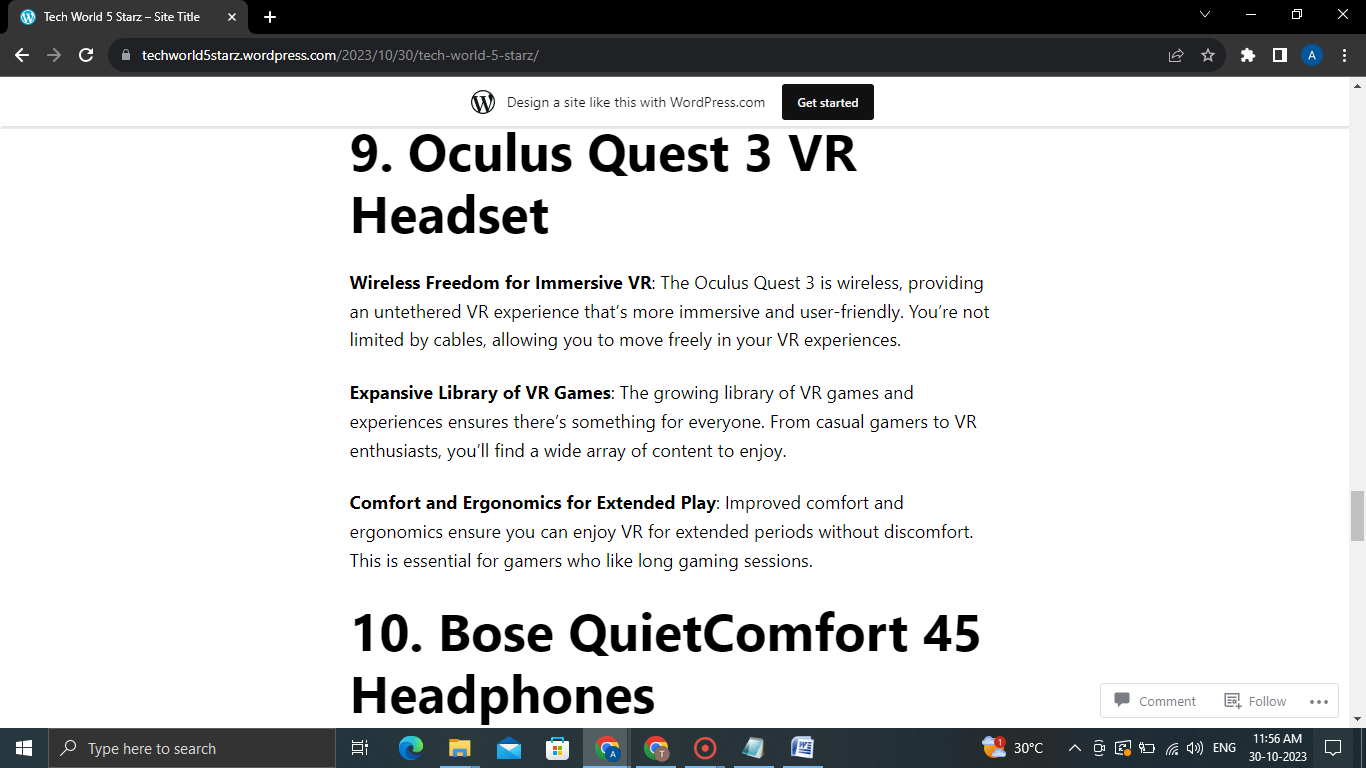 Tech World 5 Starz – Site Title
techworld5starz.wordpress.com/2023/10/30/tech-world-5-starz/
A
Design a site like this with WordPress.com
Get started
9. Oculus Quest 3 VR
Headset
Wireless Freedom for Immersive VR: The Oculus Quest 3 is wireless, providing
an untethered VR experience that’s more immersive and user-friendly. You’re not
limited by cables, allowing you to move freely in your VR experiences.
Expansive Library of VR Games: The growing library of VR games and
experiences ensures there’s something for everyone. From casual gamers to VR
enthusiasts, you’ll find a wide array of content to enjoy.
Comfort and Ergonomics for Extended Play: Improved comfort and
ergonomics ensure you can enjoy VR for extended periods without discomfort.
This is essential for gamers who like long gaming sessions.
10. Bose QuietComfort 45
Headphones
Comment
Follow
Type here to search
A
T
1
30°C
ENG
11:56 AM
30-10-2023